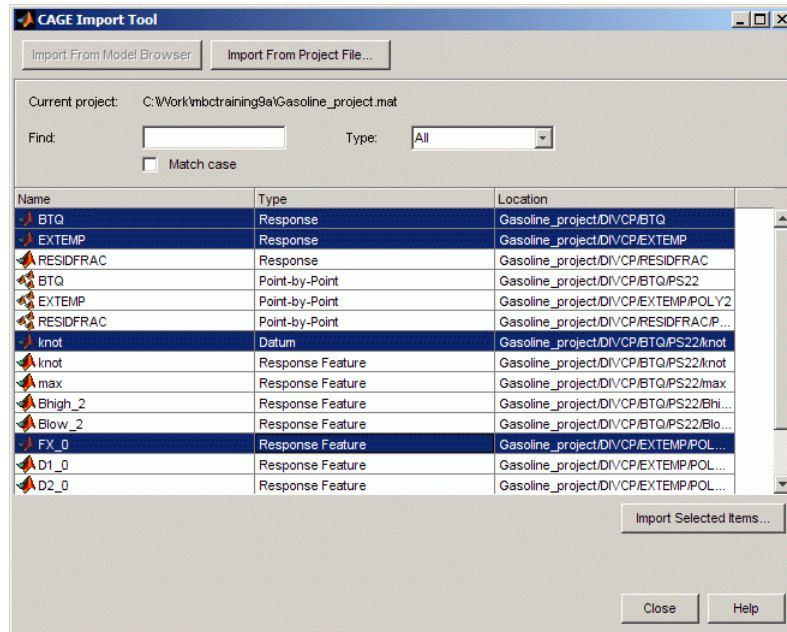 CAGE Import Tool
Import From Model Browser Import From Project File...
Current project: C:\Work\mbctraining9a\Gasoline_project.mat
Find: Type: All
Match case
Name Type Location
BTQ Response Gasoline_project/DIVCP/BTQ
EXTEMP Response Gasoline_project/DIVCP/EXTEMP
RESIDFRAC Response Gasoline_project/DIVCP/RESIDFRAC
BTQ Point-by-Point Gasoline_project/DIVCP/BTQ/PS22
EXTEMP Point-by-Point Gasoline_project/DIVCP/EXTEMP/POLY2
RESIDFRAC Point-by-Point Gasoline_project/DIVCP/RESIDFRAC/P...
knot Datum Gasoline_project/DIVCP/BTQ/PS22/knot
knot Response Feature Gasoline_project/DIVCP/BTQ/PS22/knot
max Response Feature Gasoline_project/DIVCP/BTQ/PS22/max
Bhigh_2 Response Feature Gasoline_project/DIVCP/BTQ/PS22/Bhi...
Blow_2 Response Feature Gasoline_project/DIVCP/BTQ/PS22/Blo...
FX_0 Response Feature Gasoline_project/DIVCP/EXTEMP/POL...
D1_0 Response Feature Gasoline_project/DIVCP/EXTEMP/POL...
D2_0 Response Feature Gasoline_project/DIVCP/EXTEMP/POL...
Import Selected Items...
Close Help